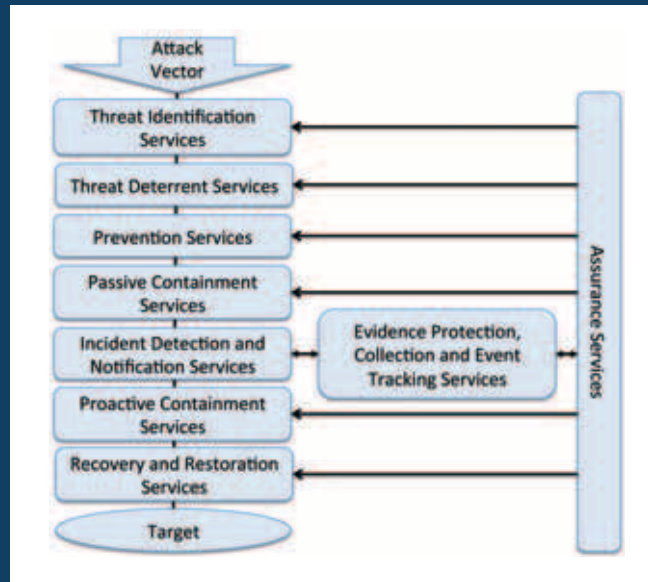 Attack
Vector
Threat Identification
Services
Threat Deterrent Services
Prevention Services
Passive Containment
Services
Incident Detection and
Notification Services
Evidence Protection,
Collection and Event
Tracking Services
Proactive Containment
Services
Recovery and Restoration
Services
Target
Assurance Services